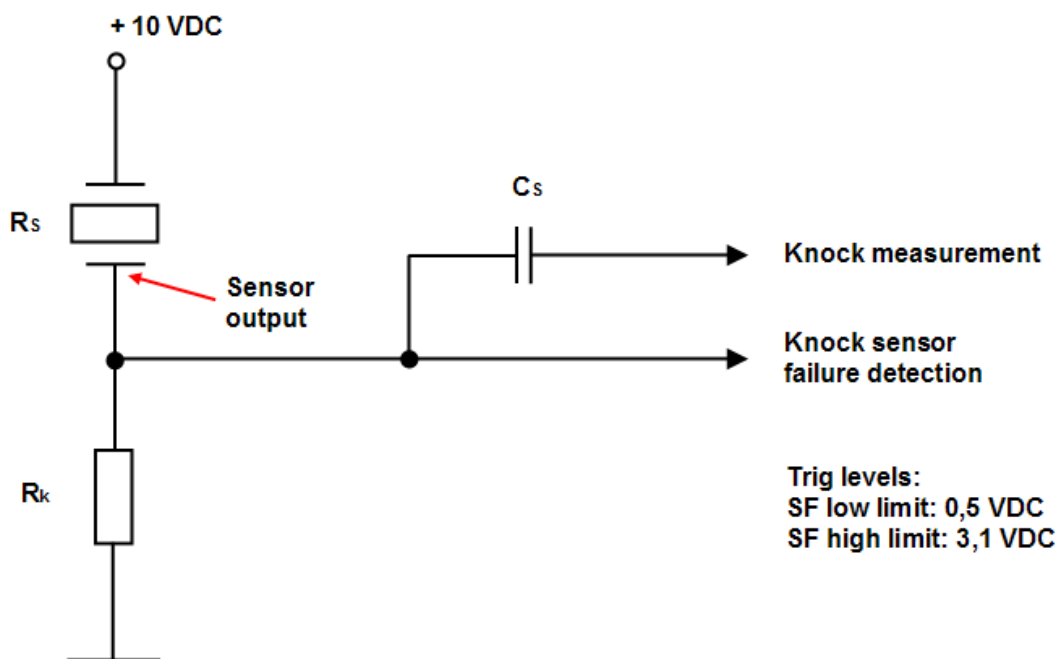 + 10 VDC
Rs
Cs
Sensor
output
Knock measurement
Knock sensor
failure detection
Rk
Trig levels:
SF low limit: 0,5 VDC
SF high limit: 3,1 VDC